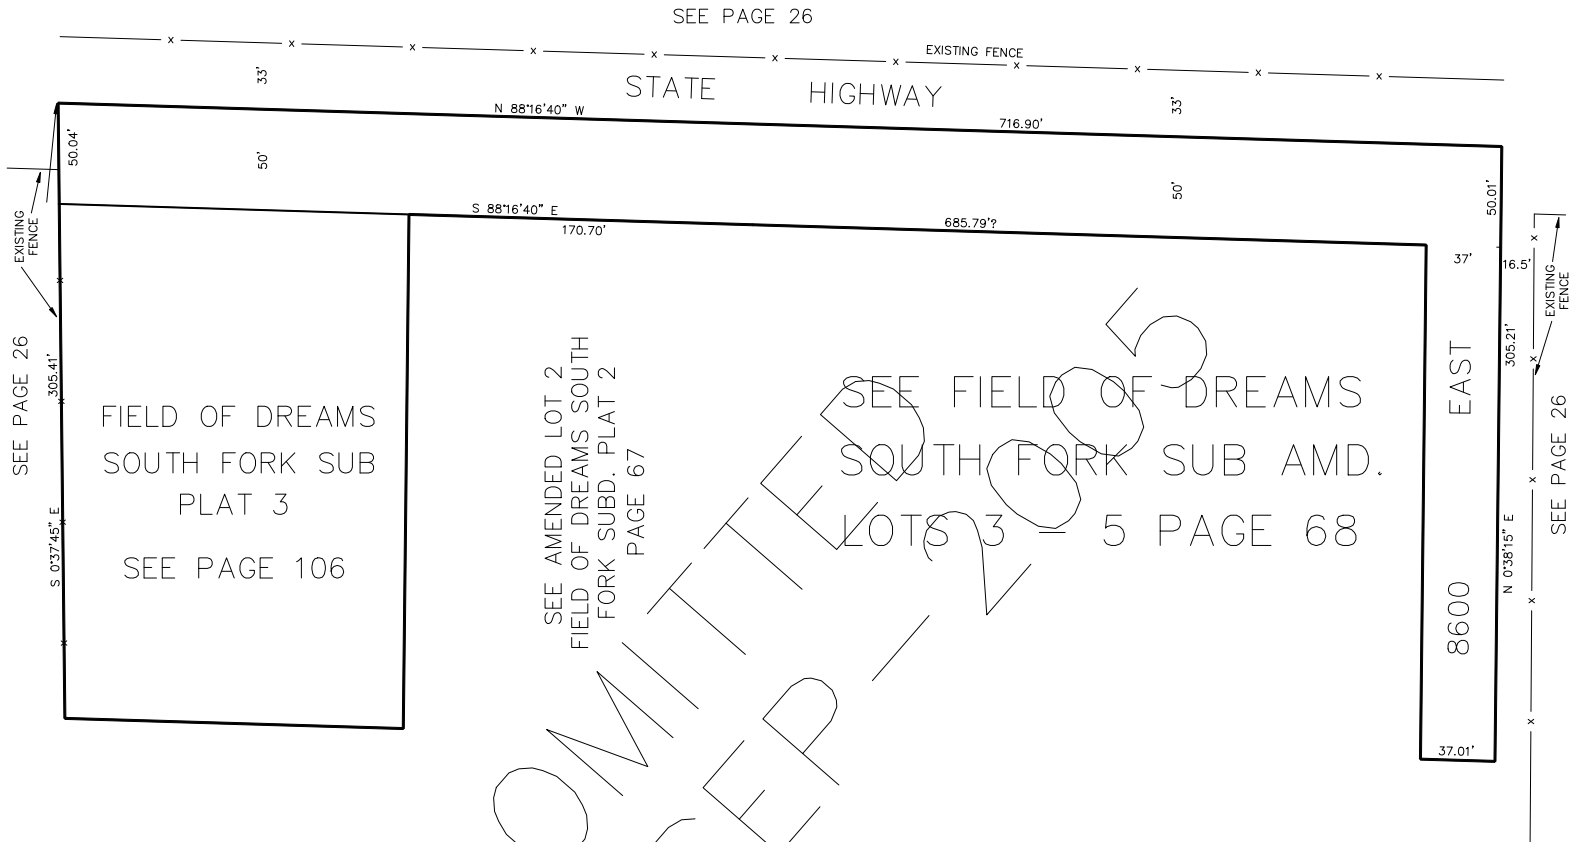 SEE PAGE 26
EXISTING FENCE
STATE HIGHWAY
33'
33'
N 88°16'40" W
716.90'
50.04'
50'
50'
50.01'
S 88°16'40" E
170.70'
685.79'?
37'
16.5'
EXISTING
FENCE
EXISTING
FENCE
SEE PAGE 26
305.41'
S 0°37'45" E
FIELD OF DREAMS
SOUTH FORK SUB
PLAT 3
SEE PAGE 106
SEE AMENDED LOT 2
FIELD OF DREAMS SOUTH
FORK SUBD. PLAT 2
PAGE 67
SEE FIELD OF DREAMS
SOUTH FORK SUB AMD.
LOTS 3 - 5 PAGE 68
8600 EAST
305.21'
N 0°38'15" E
SEE PAGE 26
37.01'
OMITTED
SEP - 2005